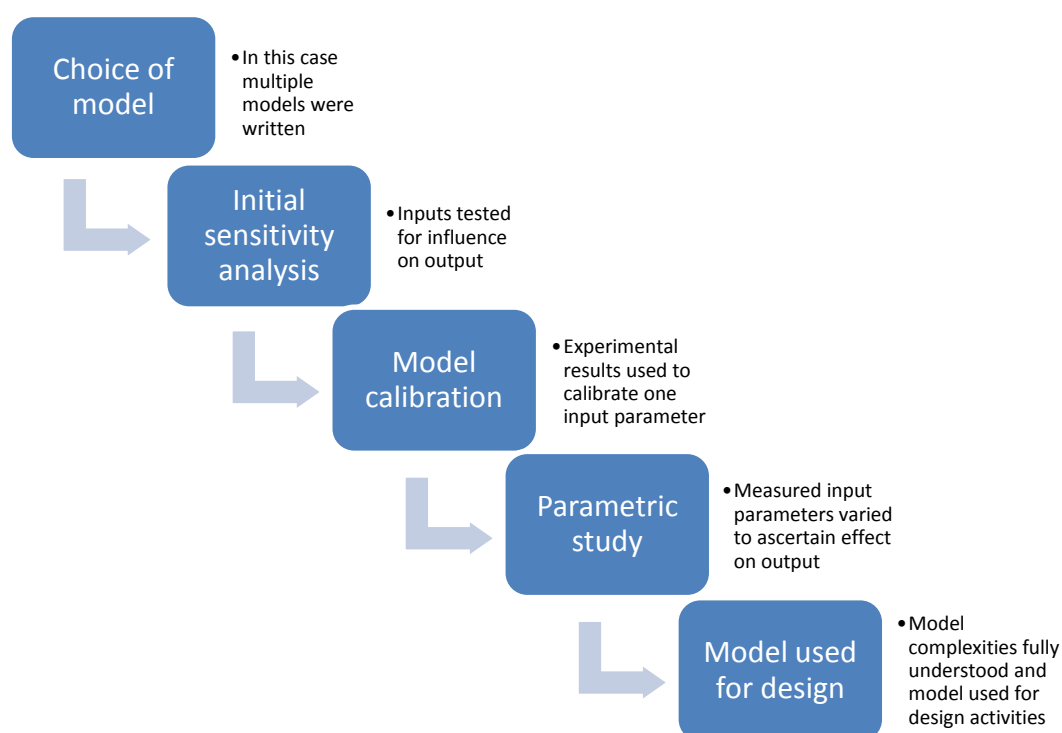 Choice of
model
•In this case
multiple
models were
written
Initial
sensitivity
analysis
•Inputs tested
for influence
on output
Model
calibration
•Experimental
results used to
calibrate one
input parameter
Parametric
study
•Measured input
parameters varied
to ascertain effect
on output
Model used
for design
•Model
complexities fully
understood and
model used for
design activities